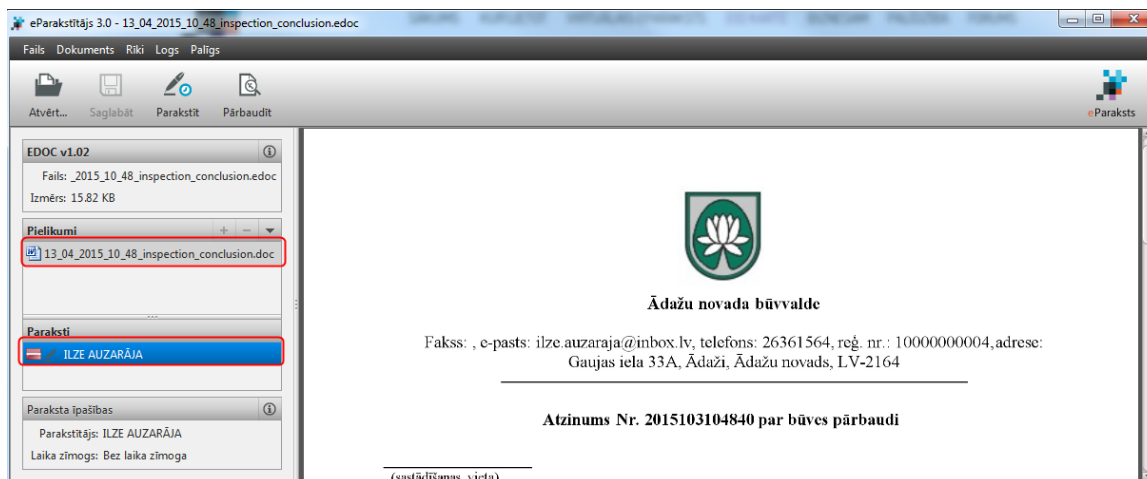 eParakstītājs 3.0 - 13_04_2015_10_48_inspection_conclusion.edoc
Fails Dokuments Rīki Logs Palīgs
Atvērt... Saglabāt Parakstīt Pārbaudīt
eParaksts
EDOC v1.02
Fails: _2015_10_48_inspection_conclusion.edoc
Izmērs: 15.82 KB
Pielikumi
13_04_2015_10_48_inspection_conclusion.doc
Paraksti
ILZE AUZARĀJA
Paraksta īpašības
Parakstītājs: ILZE AUZARĀJA
Laika zīmogs: Bez laika zīmoga
Ādažu novada būvvalde
Fakss: , e-pasts: ilze.auzaraja@inbox.lv, telefons: 26361564, reģ. nr.: 10000000004,adrese:
Gaujas iela 33A, Ādaži, Ādažu novads, LV-2164
Atzinums Nr. 2015103104840 par būves pārbaudi
(sastādīšanas vieta)